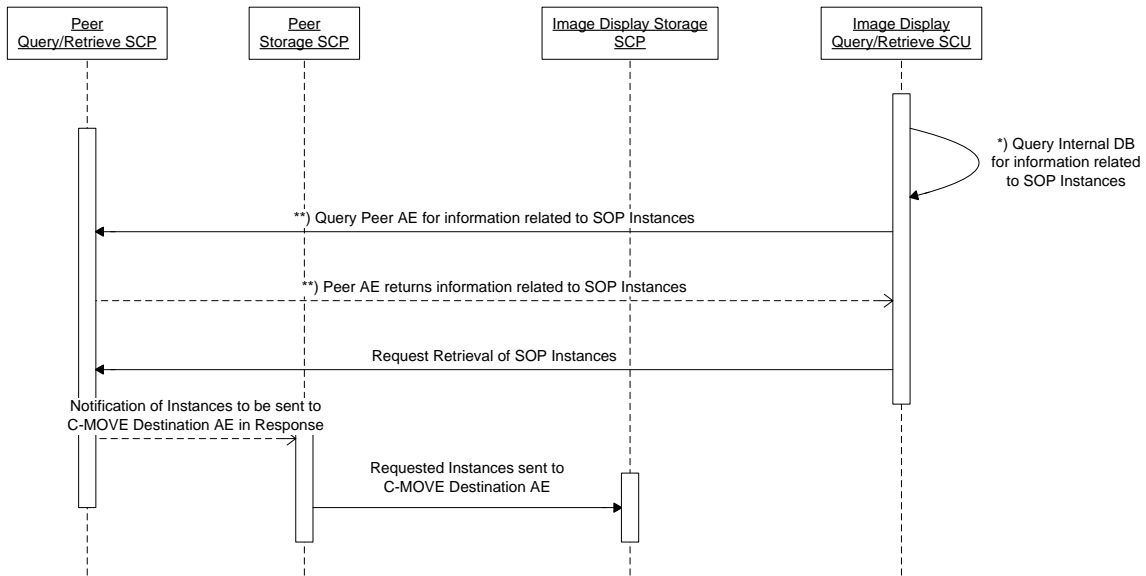 Peer
Query/Retrieve SCP
Peer
Storage SCP
Image Display Storage
SCP
Image Display
Query/Retrieve SCU
*) Query Internal DB
for information related
to SOP Instances
**) Query Peer AE for information related to SOP Instances
**) Peer AE returns information related to SOP Instances
Request Retrieval of SOP Instances
Notification of Instances to be sent to
C-MOVE Destination AE in Response
Requested Instances sent to
C-MOVE Destination AE